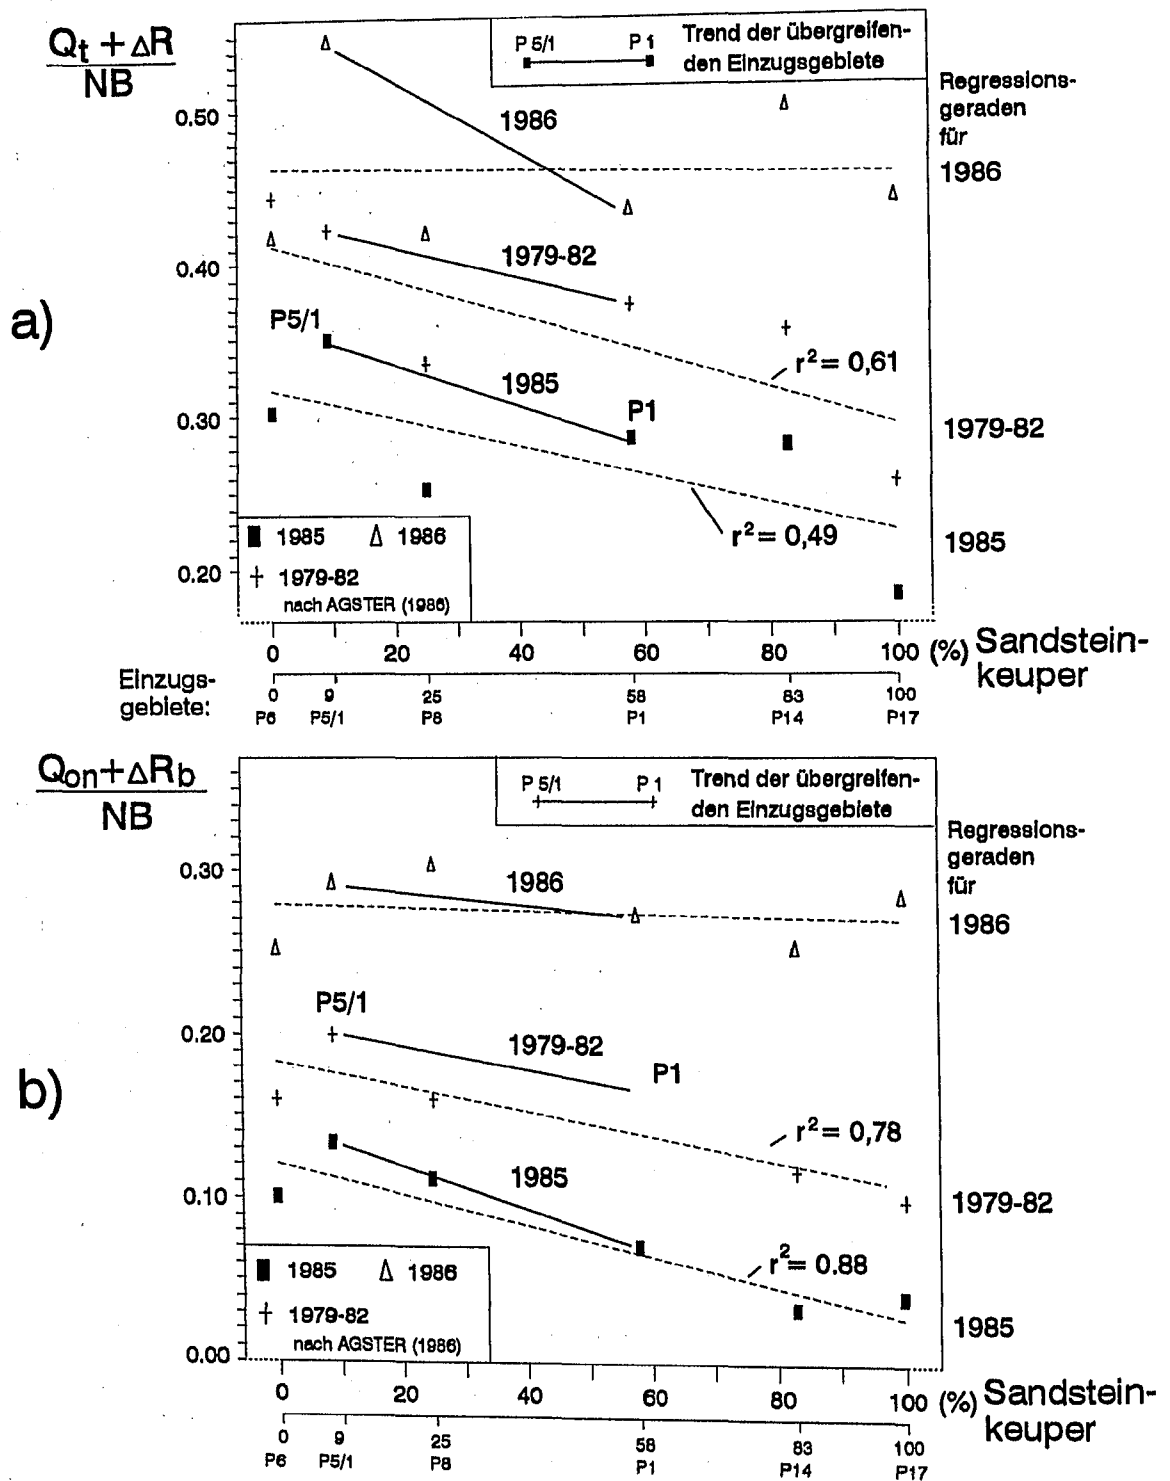 Qt + ΔR
NB
P 5/1 P 1
Trend der übergreifen-
den Einzugsgebiete
Regressions-
geraden
für
1986
1979-82
1985
a)
0.50
0.40
0.30
0.20
1986
1979-82
P5/1
1985
P1
r² = 0,61
r² = 0,49
1985 Δ 1986
1979-82
nach AGSTER (1986)
0 20 40 60 80 100 (%) Sandstein-
keuper
Einzugs-
gebiete:
0 9 25 58 83 100
P6 P5/1 P8 P1 P14 P17
Qon+ΔRb
NB
P 5/1 P 1
Trend der übergreifen-
den Einzugsgebiete
Regressions-
geraden
für
1986
1979-82
1985
b)
0,30
0.20
0.10
0.00
1986
P5/1
1979-82
P1
r² = 0,78
1985
r² = 0.88
1985 Δ 1986
1979-82
nach AGSTER (1986)
0 20 40 60 80 100 (%) Sandstein-
keuper
0 9 25 58 83 100
P6 P5/1 P8 P1 P14 P17